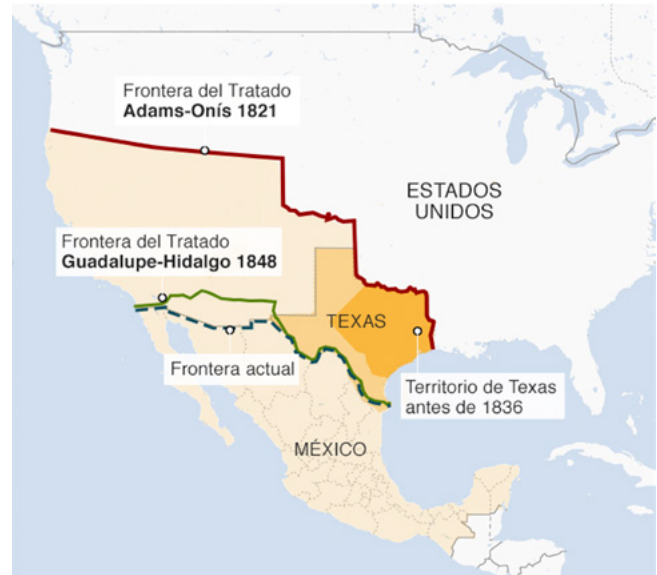 Frontera del Tratado
Adams-Onís 1821
ESTADOS
UNIDOS
Frontera del Tratado
Guadalupe-Hidalgo 1848
TEXAS
Frontera actual
Territorio de Texas
antes de 1836
MÉXICO